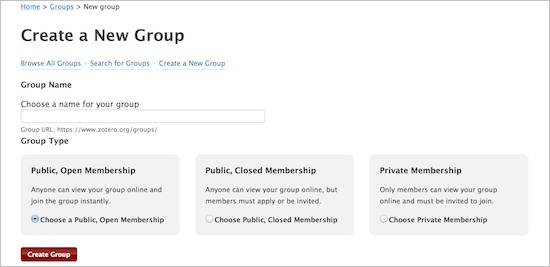 Home > Groups > New group
Create a New Group
Browse All Groups · Search for Groups · Create a New Group
Group Name
Choose a name for your group
Group URL: https://www.zotero.org/groups/
Group Type
Public, Open Membership
Anyone can view your group online and
join the group instantly.
Choose a Public, Open Membership
Public, Closed Membership
Anyone can view your group online, but
members must apply or be invited.
Choose Public, Closed Membership
Private Membership
Only members can view your group
online and must be invited to join.
Choose Private Membership
Create Group